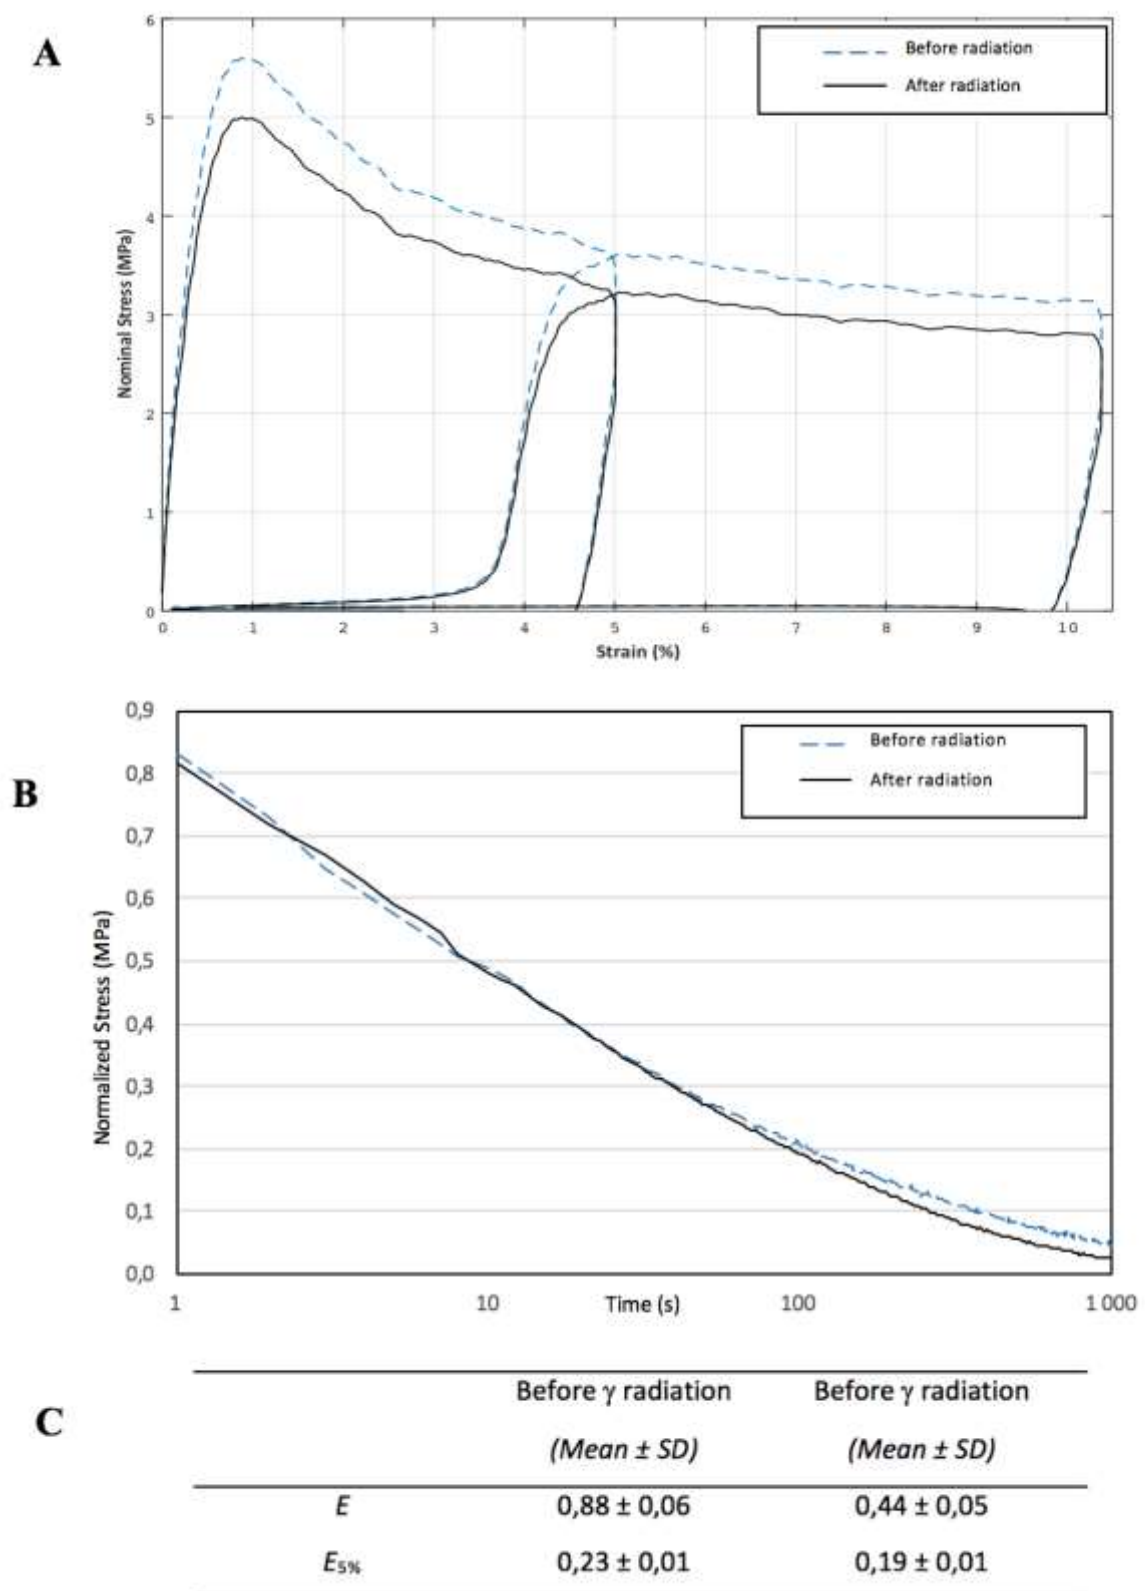 A
6
5
4
3
2
1
0
Nominal Stress (MPa)
Before radiation
After radiation
0 1 2 3 4 5 6 7 8 9 10
Strain (%)
B
0,9
0,8
0,7
0,6
0,5
0,4
0,3
0,2
0,1
0,0
Normalized Stress (MPa)
Before radiation
After radiation
1 10 Time (s) 100 1 000
C
Before γ radiation Before γ radiation
(Mean ± SD) (Mean ± SD)
E 0,88 ± 0,06 0,44 ± 0,05
E5% 0,23 ± 0,01 0,19 ± 0,01